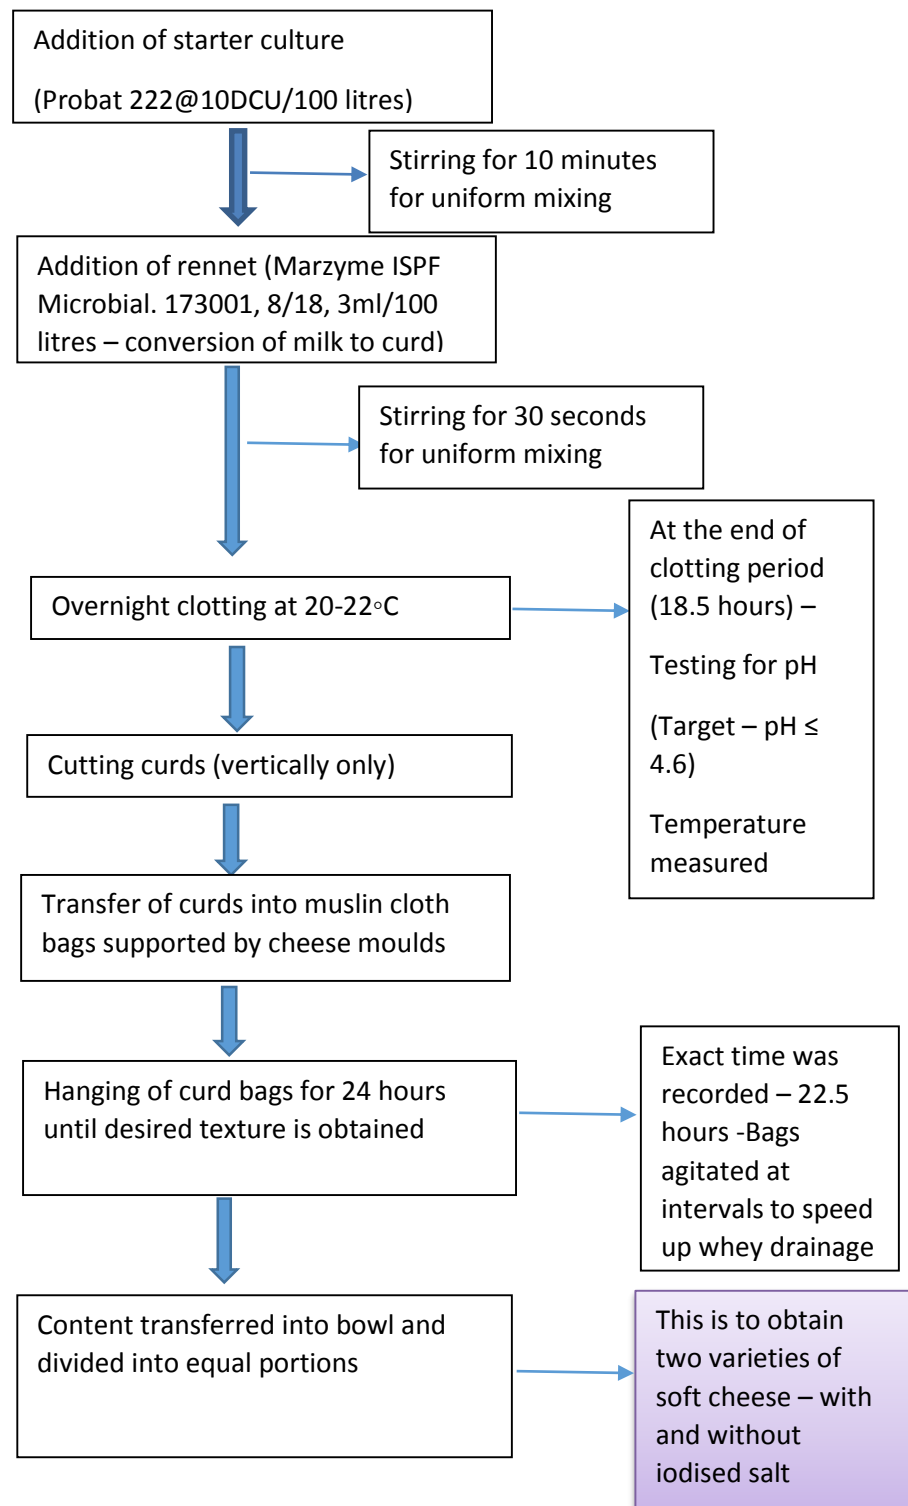 Addition of starter culture
(Probat 222@10DCU/100 litres)
Stirring for 10 minutes
for uniform mixing
Addition of rennet (Marzyme ISPF
Microbial. 173001, 8/18, 3ml/100
litres – conversion of milk to curd)
Stirring for 30 seconds
for uniform mixing
Overnight clotting at 20-22◦C
At the end of
clotting period
(18.5 hours) –
Testing for pH
(Target – pH ≤
4.6)
Temperature
measured
Cutting curds (vertically only)
Transfer of curds into muslin cloth
bags supported by cheese moulds
Hanging of curd bags for 24 hours
until desired texture is obtained
Exact time was
recorded – 22.5
hours -Bags
agitated at
intervals to speed
up whey drainage
Content transferred into bowl and
divided into equal portions
This is to obtain
two varieties of
soft cheese – with
and without
iodised salt